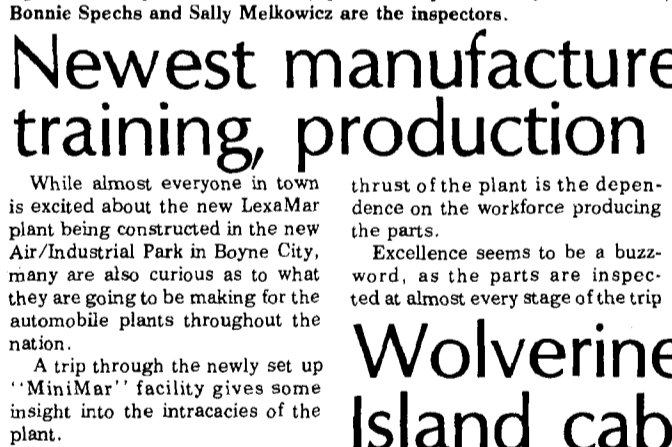 Bonnie Spechs and Sally Melkowicz are the inspectors.
Newest manufacture
training, production
While almost everyone in town
is excited about the new LexaMar
plant being constructed in the new
Air/Industrial Park in Boyne City,
many are also curious as to what
they are going to be making for the
automobile plants throughout the
nation.
A trip through the newly set up
''MiniMar'' facility gives some
insight into the intracacies of the
plant.
thrust of the plant is the depen-
dence on the workforce producing
the parts.
Excellence seems to be a buzz-
word, as the parts are inspec-
ted at almost every stage of the trip
Wolverine
Island cab